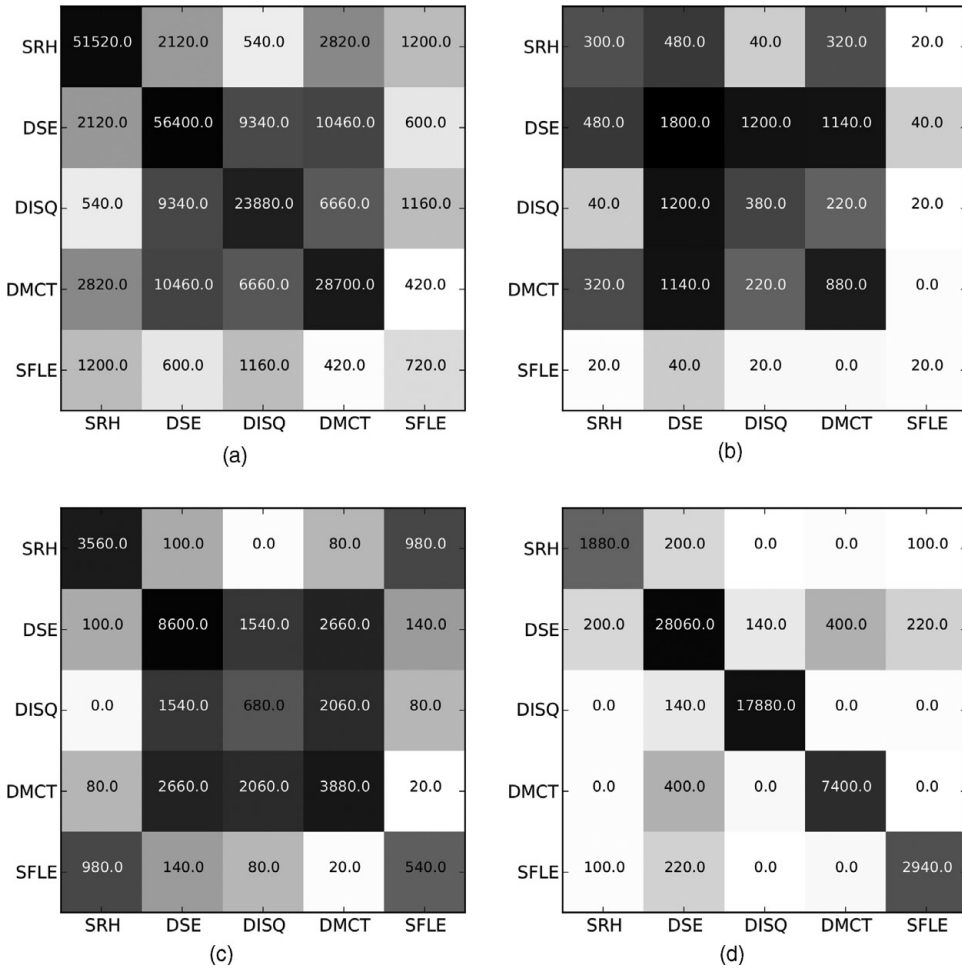 SRH 51520.0 2120.0 540.0 2820.0 1200.0
DSE 2120.0 56400.0 9340.0 10460.0 600.0
DISQ 540.0 9340.0 23880.0 6660.0 1160.0
DMCT 2820.0 10460.0 6660.0 28700.0 420.0
SFLE 1200.0 600.0 1160.0 420.0 720.0
SRH DSE DISQ DMCT SFLE
(a)
SRH 300.0 480.0 40.0 320.0 20.0
DSE 480.0 1800.0 1200.0 1140.0 40.0
DISQ 40.0 1200.0 380.0 220.0 20.0
DMCT 320.0 1140.0 220.0 880.0 0.0
SFLE 20.0 40.0 20.0 0.0 20.0
SRH DSE DISQ DMCT SFLE
(b)
SRH 3560.0 100.0 0.0 80.0 980.0
DSE 100.0 8600.0 1540.0 2660.0 140.0
DISQ 0.0 1540.0 680.0 2060.0 80.0
DMCT 80.0 2660.0 2060.0 3880.0 20.0
SFLE 980.0 140.0 80.0 20.0 540.0
SRH DSE DISQ DMCT SFLE
(c)
SRH 1880.0 200.0 0.0 0.0 100.0
DSE 200.0 28060.0 140.0 400.0 220.0
DISQ 0.0 140.0 17880.0 0.0 0.0
DMCT 0.0 400.0 0.0 7400.0 0.0
SFLE 100.0 220.0 0.0 0.0 2940.0
SRH DSE DISQ DMCT SFLE
(d)